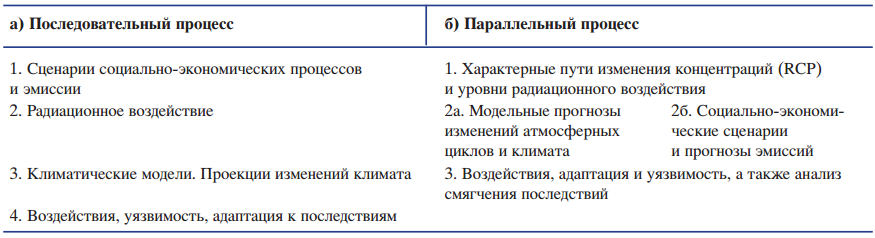 а) Последовательный процесс
б) Параллельный процесс
1. Сценарии социально-экономических процессов
и эмиссии
2. Радиационное воздействие
3. Климатические модели. Проекции изменений климата
4. Воздействия, уязвимость, адаптация к последствиям
1. Характерные пути изменения концентраций (RCP)
и уровни радиационного воздействия
2а. Модельные прогнозы
изменений атмосферных
циклов и климата
2б. Социально-экономи-
ческие сценарии
и прогнозы эмиссий
3. Воздействия, адаптация и уязвимость, а также анализ
смягчения последствий